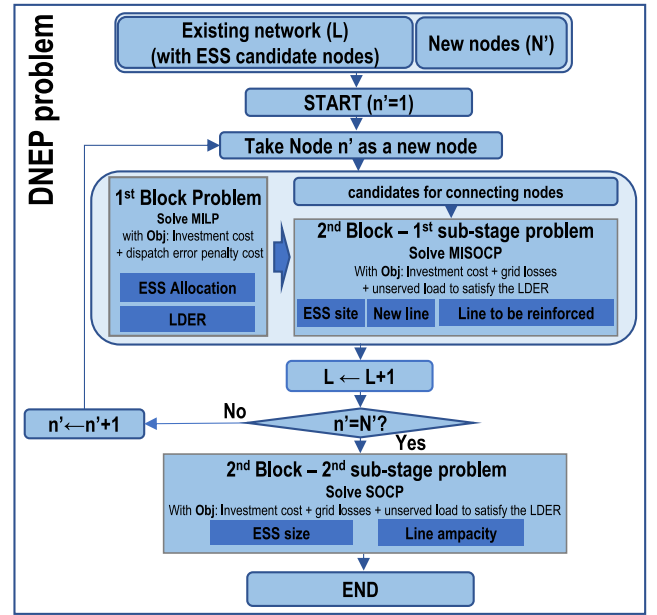 DNEP problem
Existing network (L)
(with ESS candidate nodes)
New nodes (N')
START (n'=1)
Take Node n' as a new node
1st Block Problem
Solve MILP
with Obj: Investment cost
+ dispatch error penalty cost
ESS Allocation
LDER
candidates for connecting nodes
2nd Block – 1st sub-stage problem
Solve MISOCP
With Obj: Investment cost + grid losses
+ unserved load to satisfy the LDER
ESS site
New line
Line to be reinforced
L ← L+1
n'←n'+1
No
n'=N'?
Yes
2nd Block – 2nd sub-stage problem
Solve SOCP
With Obj: Investment cost + grid losses + unserved load to satisfy the LDER
ESS size
Line ampacity
END